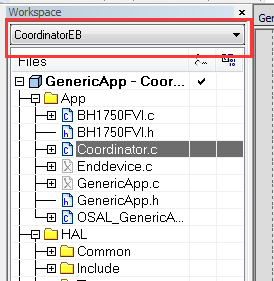 Workspace
CoordinatorEB
Files
GenericApp - Coor...
App
BH1750FVI.c
BH1750FVI.h
Coordinator.c
Enddevice.c
GenericApp.c
GenericApp.h
OSAL_GenericA...
HAL
Common
Include